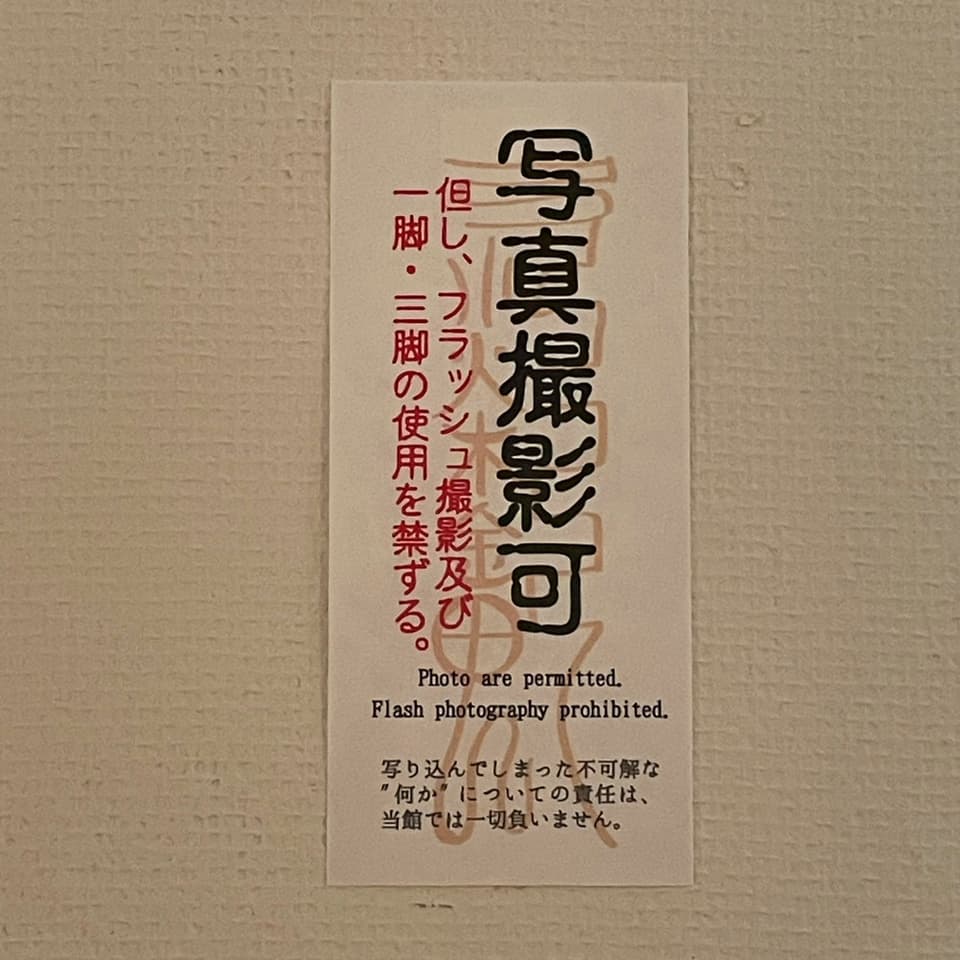 写真撮影可
但し、フラッシュ撮影及び
一脚・三脚の使用を禁ずる。
Photo are permitted.
Flash photography prohibited.
写り込んでしまった不可解な
"何か"についての責任は、
当館では一切負いません。